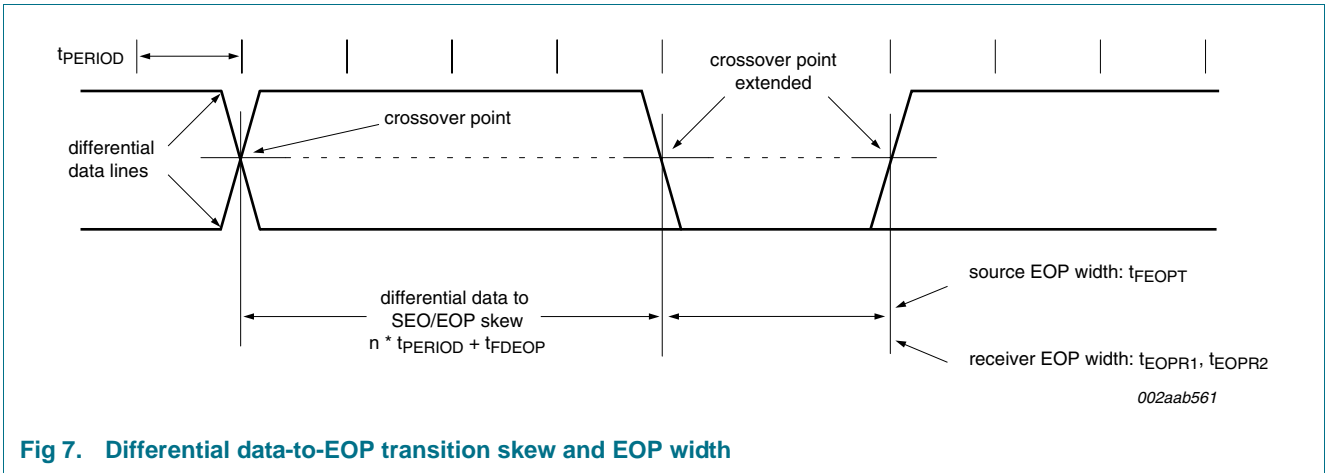 tPERIOD
crossover point
extended
crossover point
differential
data lines
differential data to
SEO/EOP skew
n * tPERIOD + tFDEOP
source EOP width: tFEOPT
receiver EOP width: tEOPR1, tEOPR2
002aab561
Fig 7. Differential data-to-EOP transition skew and EOP width